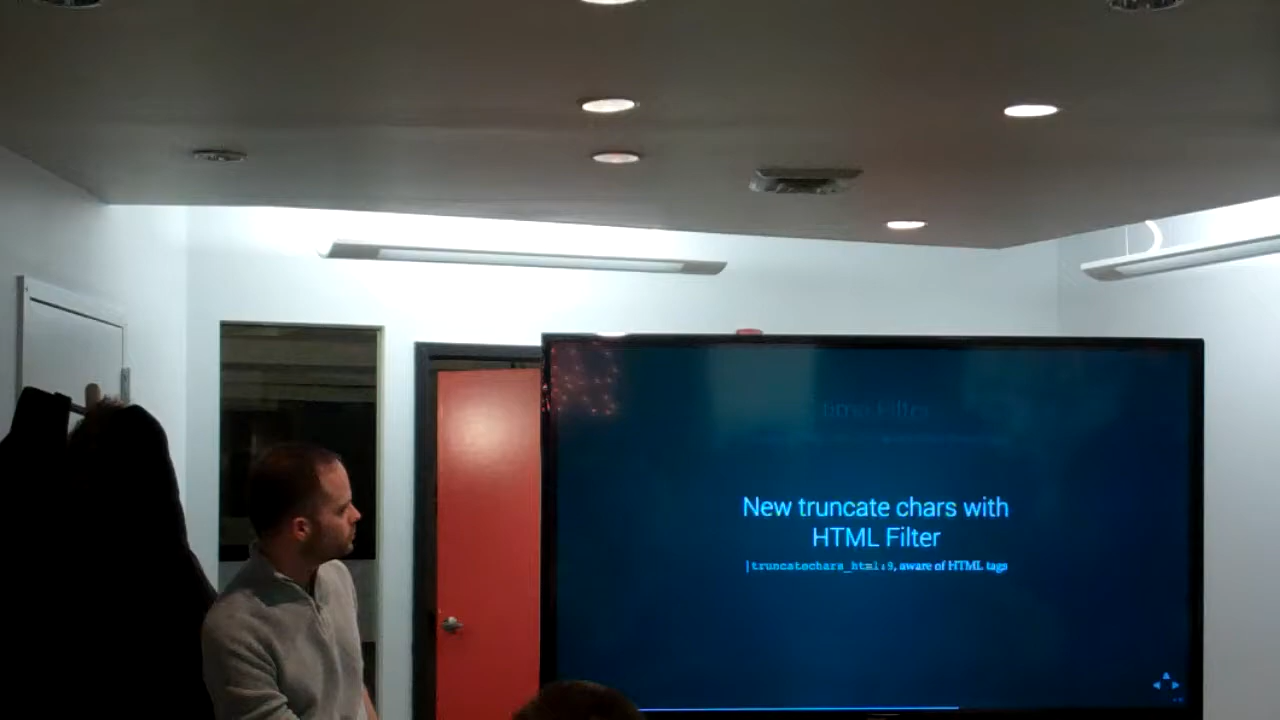 New truncate chars with
HTML Filter
|truncatechars_html:9, aware of HTML tags